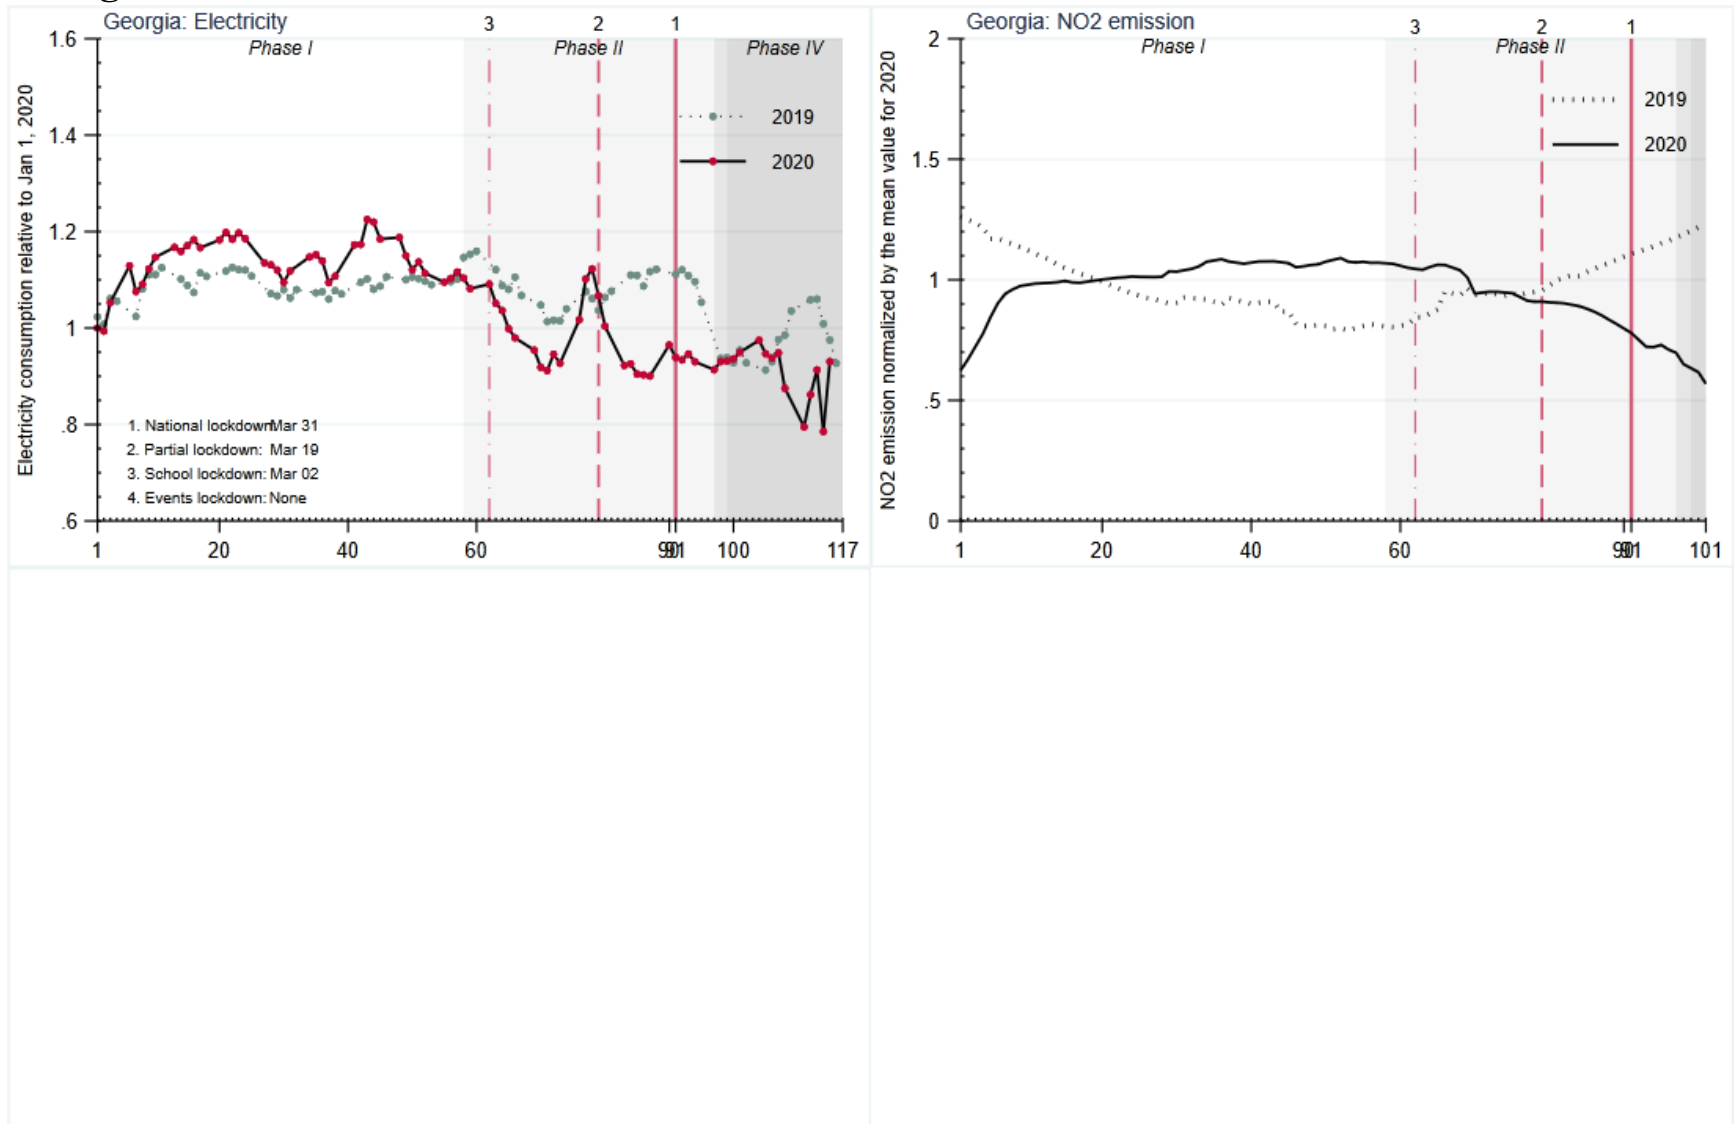 Georgia: Electricity
3 2 1
Phase I Phase II Phase IV
Electricity consumption relative to Jan 1, 2020
1.6
1.4
1.2
1
.8
.6
2019
2020
1. National lockdown: Mar 31
2. Partial lockdown: Mar 19
3. School lockdown: Mar 02
4. Events lockdown: None
1 20 40 60 90 91 100 117
Georgia: NO2 emission
3 2 1
Phase I Phase II
NO2 emission normalized by the mean value for 2020
2
1.5
1
.5
0
2019
2020
1 20 40 60 90 91 101